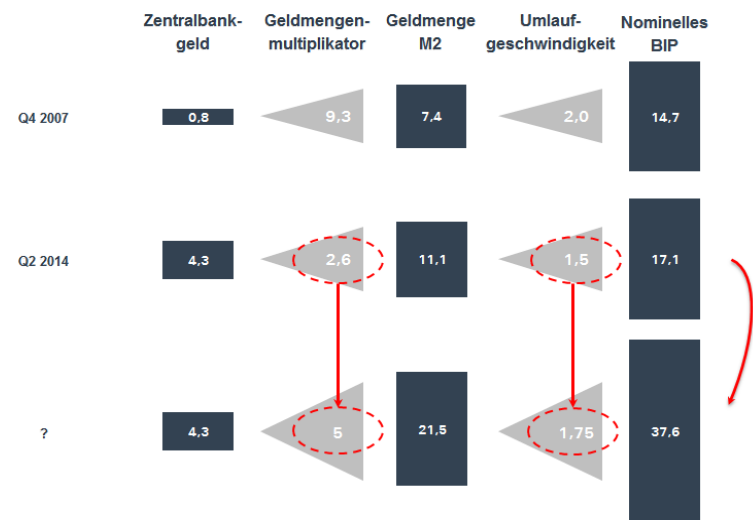 Zentralbank-
geld
Geldmengen-
multiplikator
Geldmenge
M2
Umlauf-
geschwindigkeit
Nominelles
BIP
Q4 2007
0,8
9,3
7,4
2,0
14,7
Q2 2014
4,3
2,6
11,1
1,5
17,1
?
4,3
5
21,5
1,75
37,6